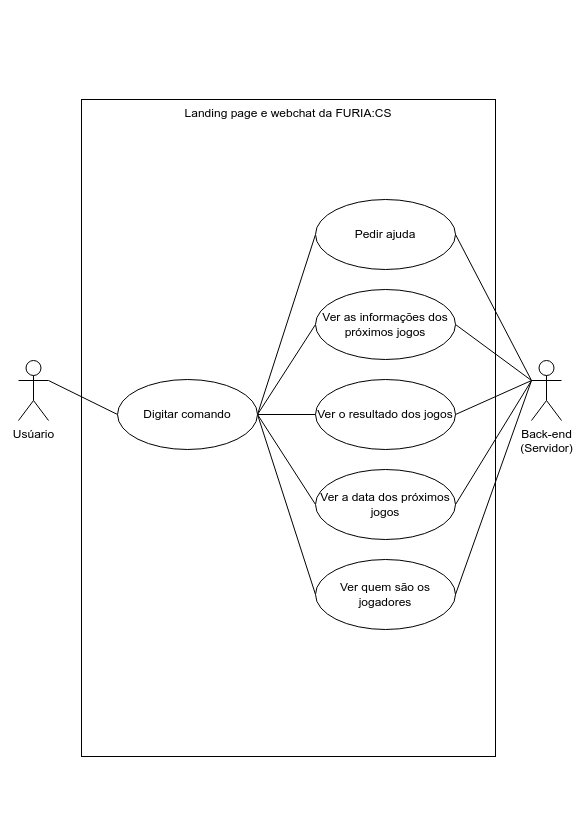 Landing page e webchat da FURIA:CS
Pedir ajuda
Ver as informações dos
próximos jogos
Digitar comando
Ver o resultado dos jogos
Usúario
Back-end
(Servidor)
Ver a data dos próximos
jogos
Ver quem são os
jogadores